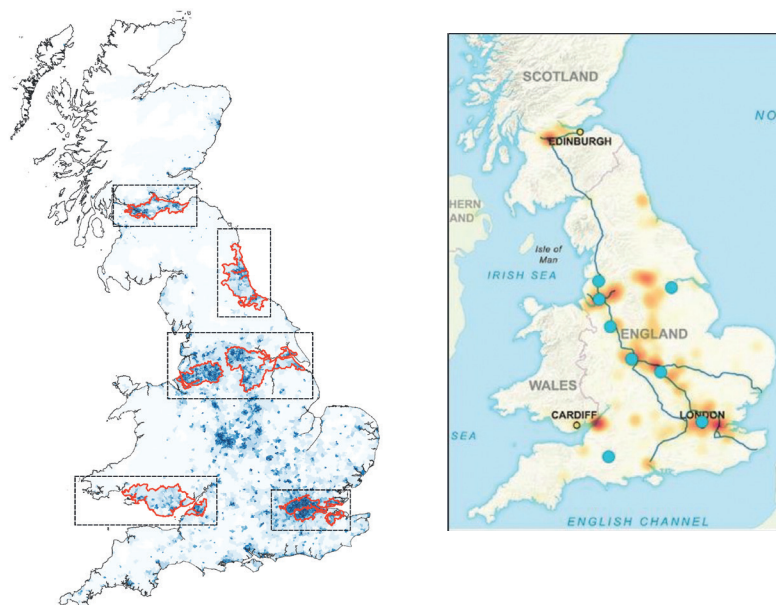 SCOTLAND
NO
EDINBURGH
HERN
AND
Isle of
Man
IRISH SEA
ENGLAND
WALES
CARDIFF
LONDON
SEA
ENGLISH CHANNEL